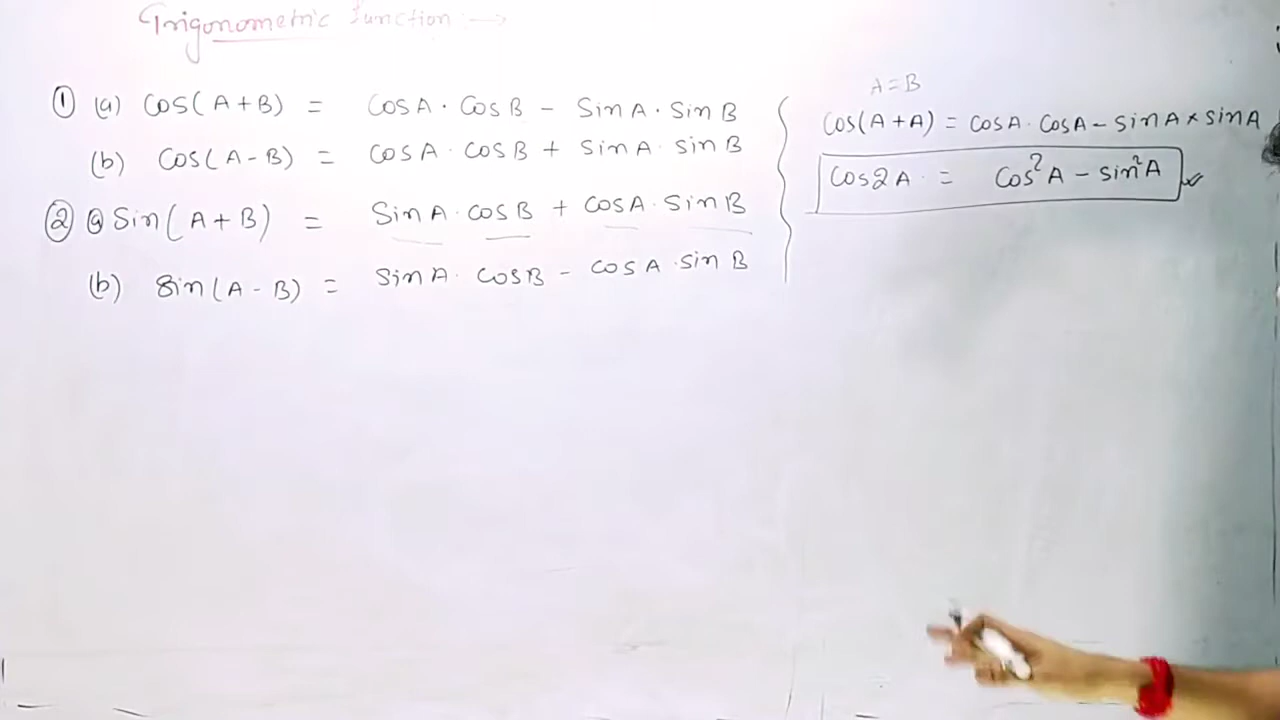 Trigonometric Function :->
① (a) Cos(A+B) = CosA · CosB - SinA · SinB
(b) Cos(A-B) = CosA · CosB + SinA · SinB
② (a) Sin(A+B) = SinA · CosB + CosA · SinB
(b) Sin(A-B) = SinA · CosB - CosA · SinB
A=B
Cos(A+A) = CosA · CosA - SinA × SinA
Cos2A = Cos²A - Sin²A